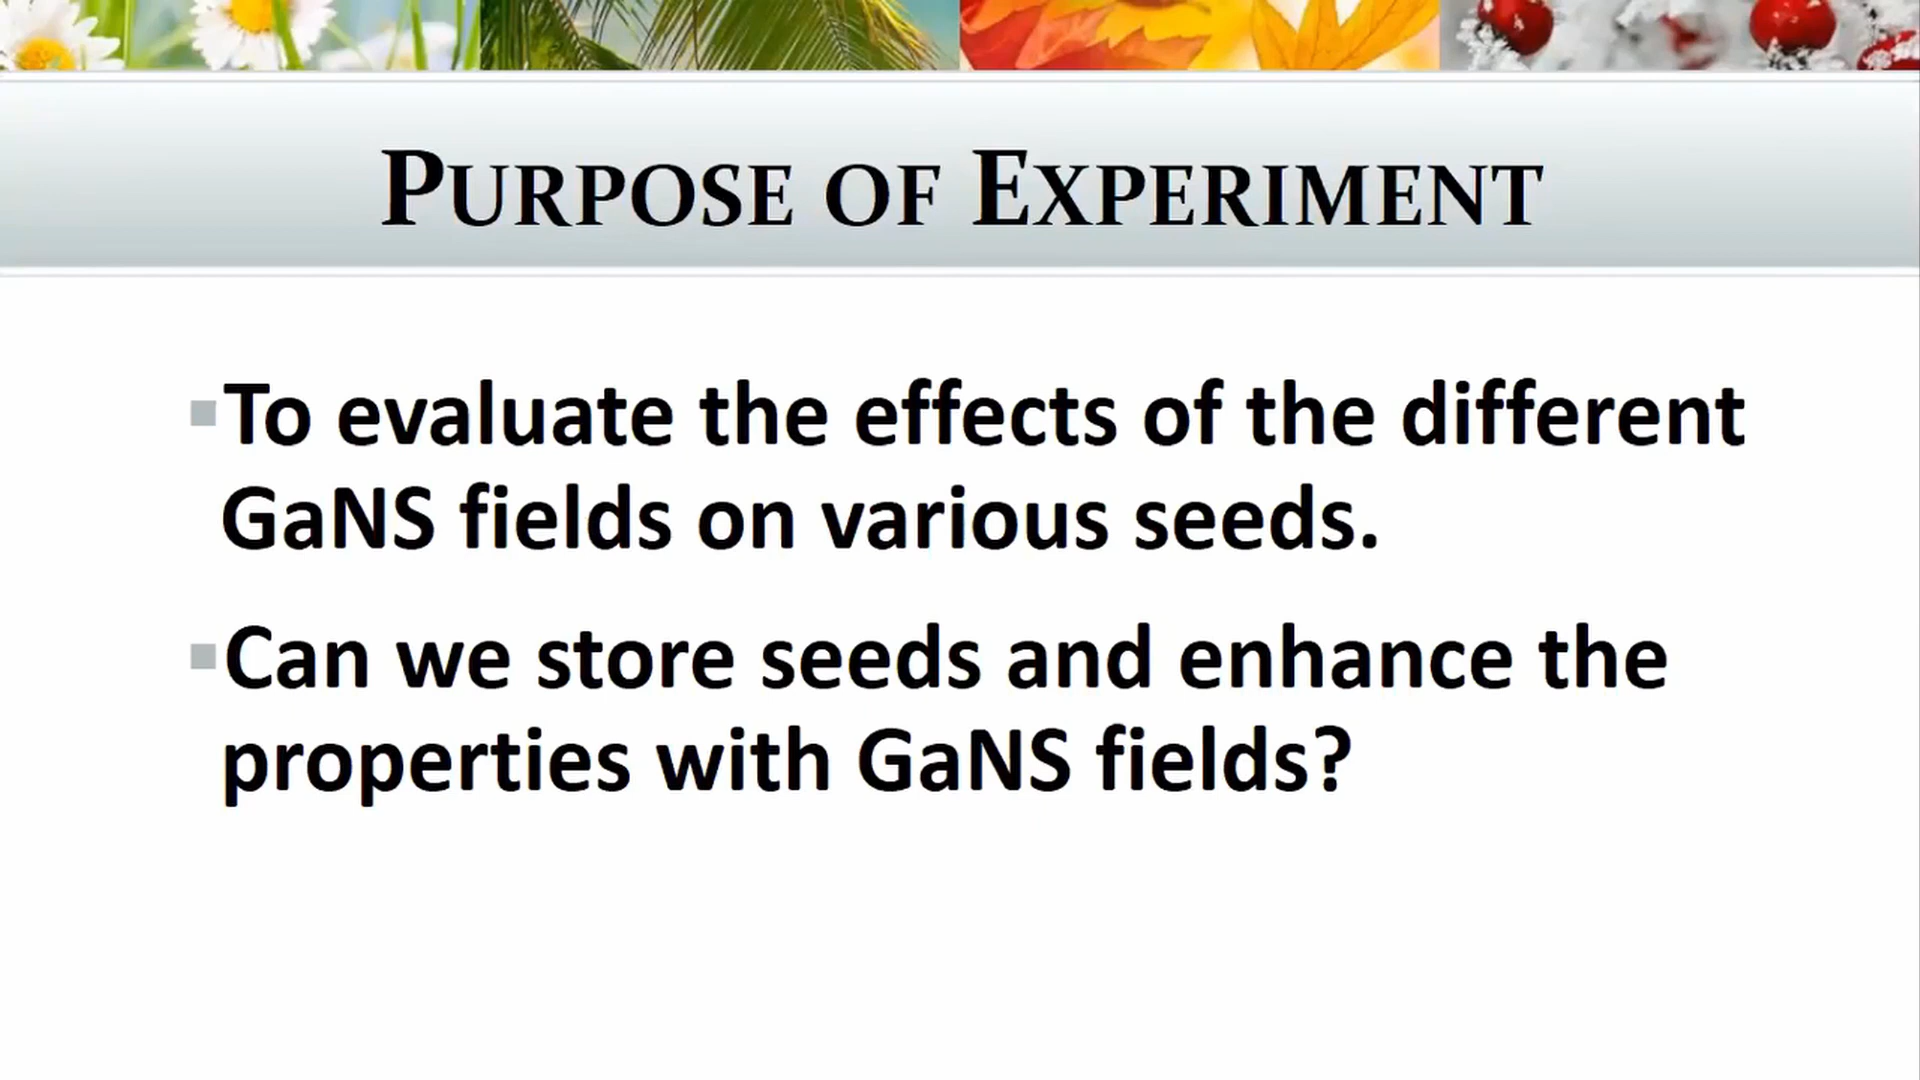 PURPOSE OF EXPERIMENT
To evaluate the effects of the different
GaNS fields on various seeds.
Can we store seeds and enhance the
properties with GaNS fields?